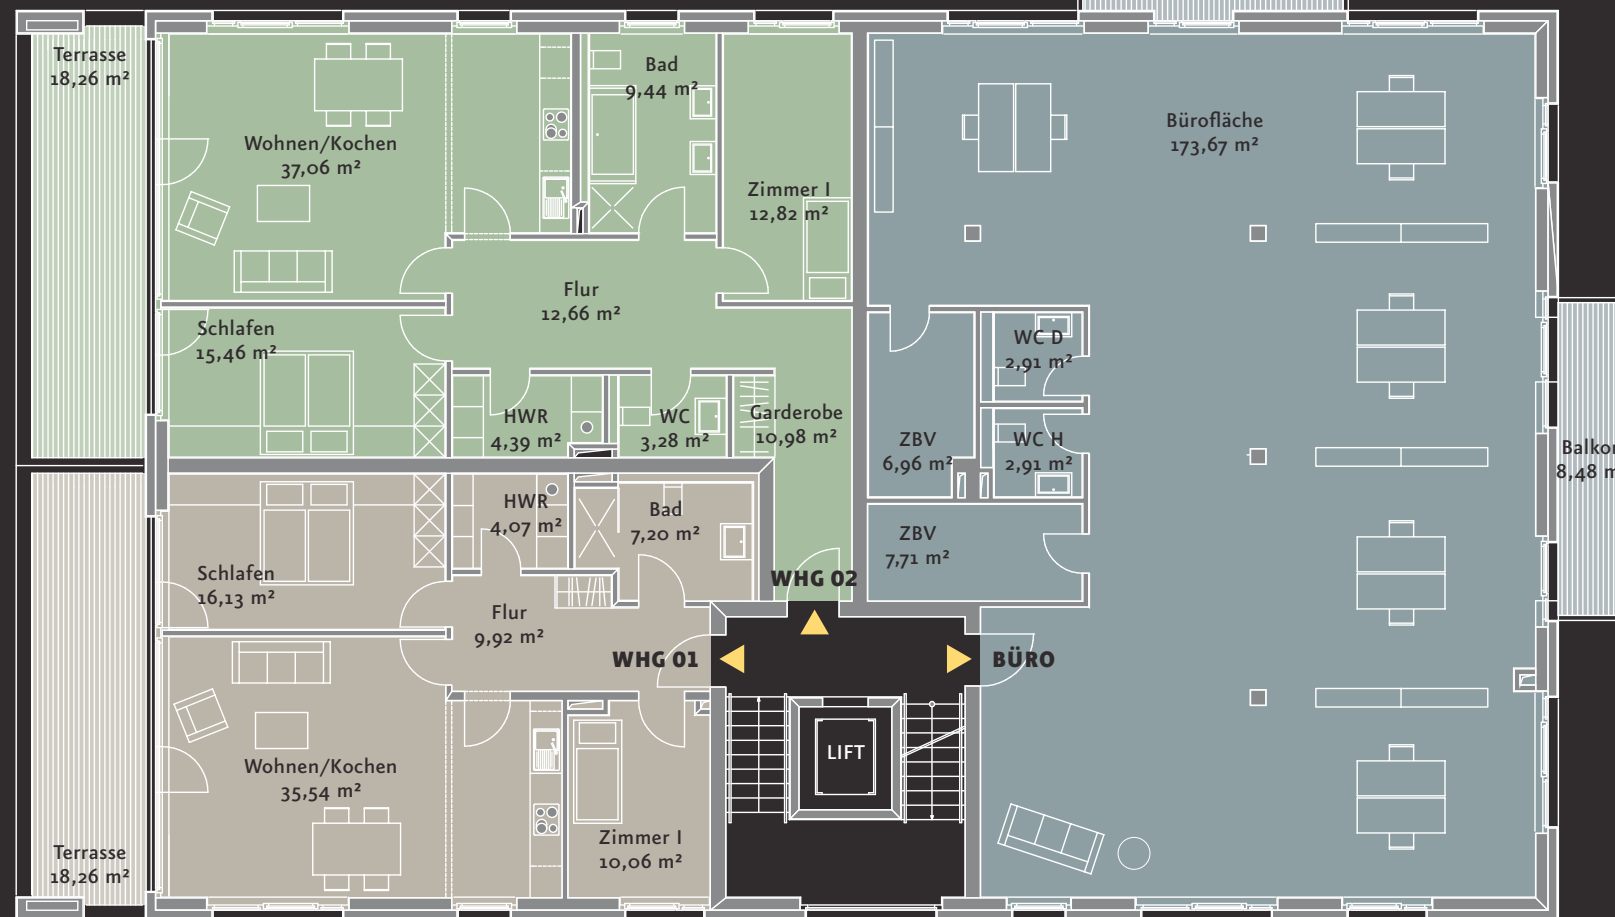 Terrasse
18,26 m²
Wohnen/Kochen
37,06 m²
Bad
9,44 m²
Zimmer I
12,82 m²
Flur
12,66 m²
Schlafen
15,46 m²
HWR
4,39 m²
WC
3,28 m²
Garderobe
10,98 m²
Bürofläche
173,67 m²
WC D
2,91 m²
WC H
2,91 m²
ZBV
6,96 m²
ZBV
7,71 m²
Balkon
8,48 m
HWR
4,07 m²
Bad
7,20 m²
Schlafen
16,13 m²
Flur
9,92 m²
WHG 02
WHG 01
BÜRO
LIFT
Wohnen/Kochen
35,54 m²
Zimmer I
10,06 m²
Terrasse
18,26 m²